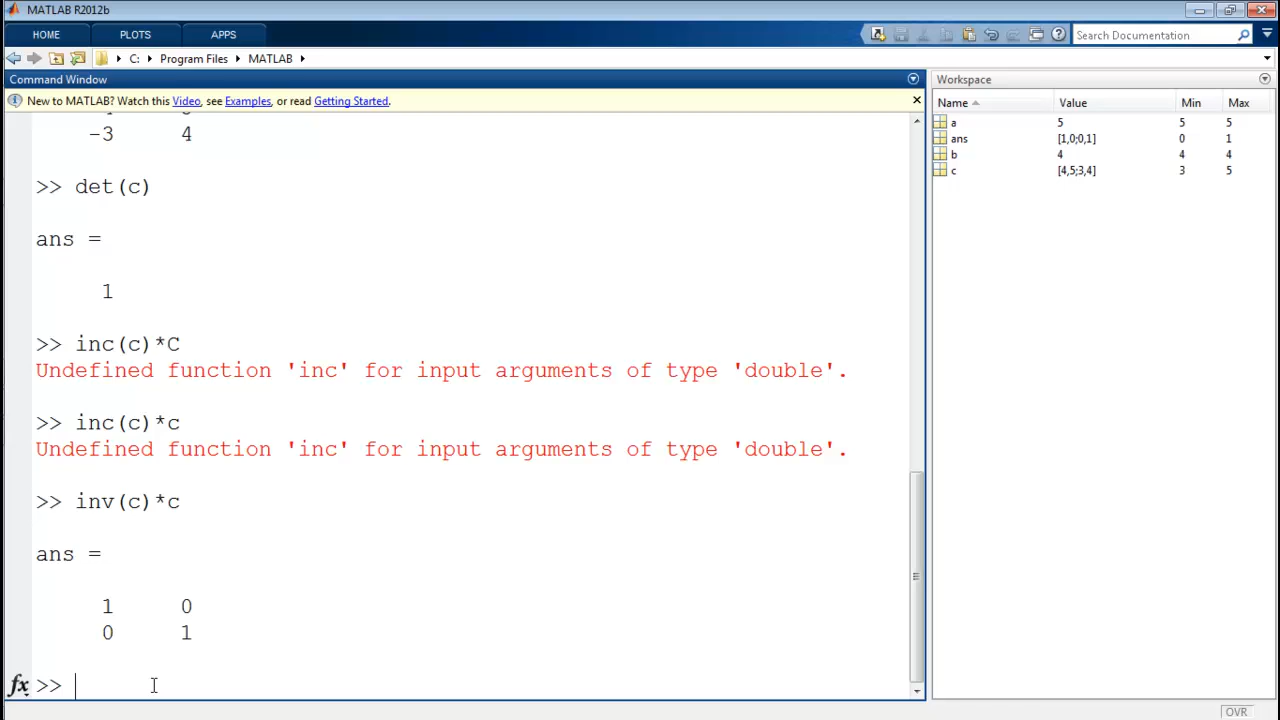 MATLAB R2012b
HOME PLOTS APPS Search Documentation
C: Program Files MATLAB
Command Window
New to MATLAB? Watch this Video, see Examples, or read Getting Started.
-3 4
>> det(c)
ans =
1
>> inc(c)*C
Undefined function 'inc' for input arguments of type 'double'.
>> inc(c)*c
Undefined function 'inc' for input arguments of type 'double'.
>> inv(c)*c
ans =
1 0
0 1
fx >>
Workspace
Name Value Min Max
a 5 5 5
ans [1,0;0,1] 0 1
b 4 4 4
c [4,5;3,4] 3 5
OVR